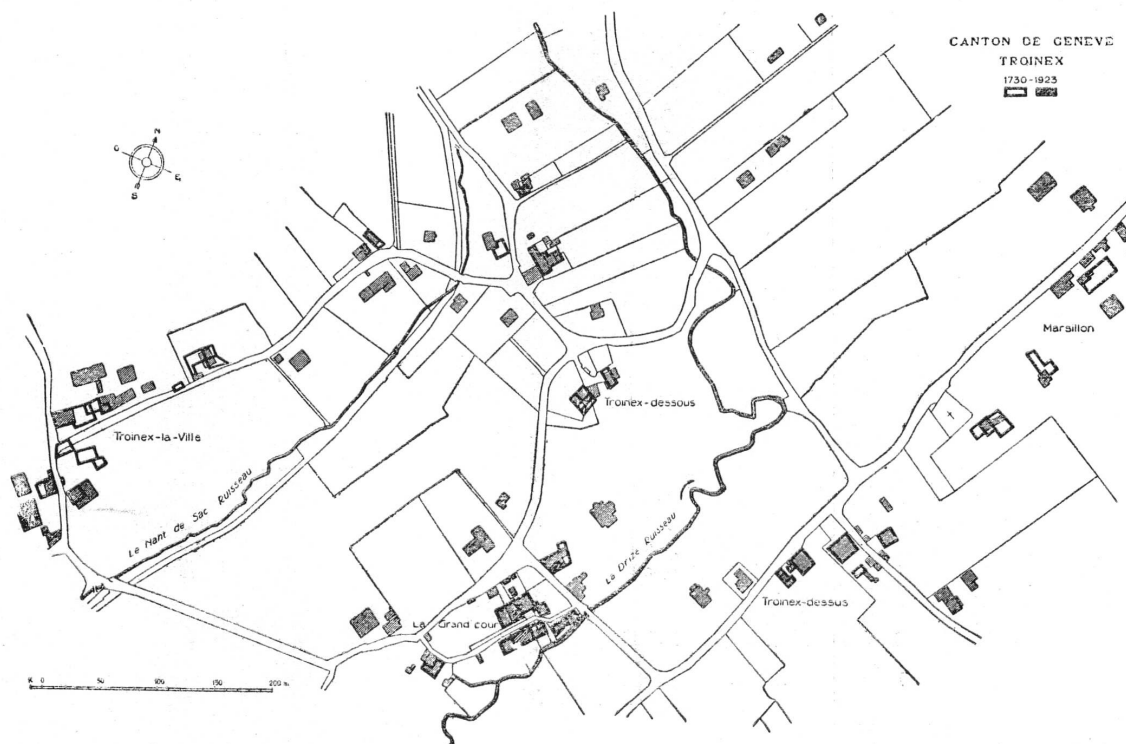 CANTON DE GENEVE
TROINEX
1730-1923
N
O
E
S
Marsillon
Troinex-dessous
Troinex-la-Ville
Le Nant de Sac Ruisseau
La Drize Ruisseau
Troinex-dessus
La Grand cour
0 50 100 150 200 m.